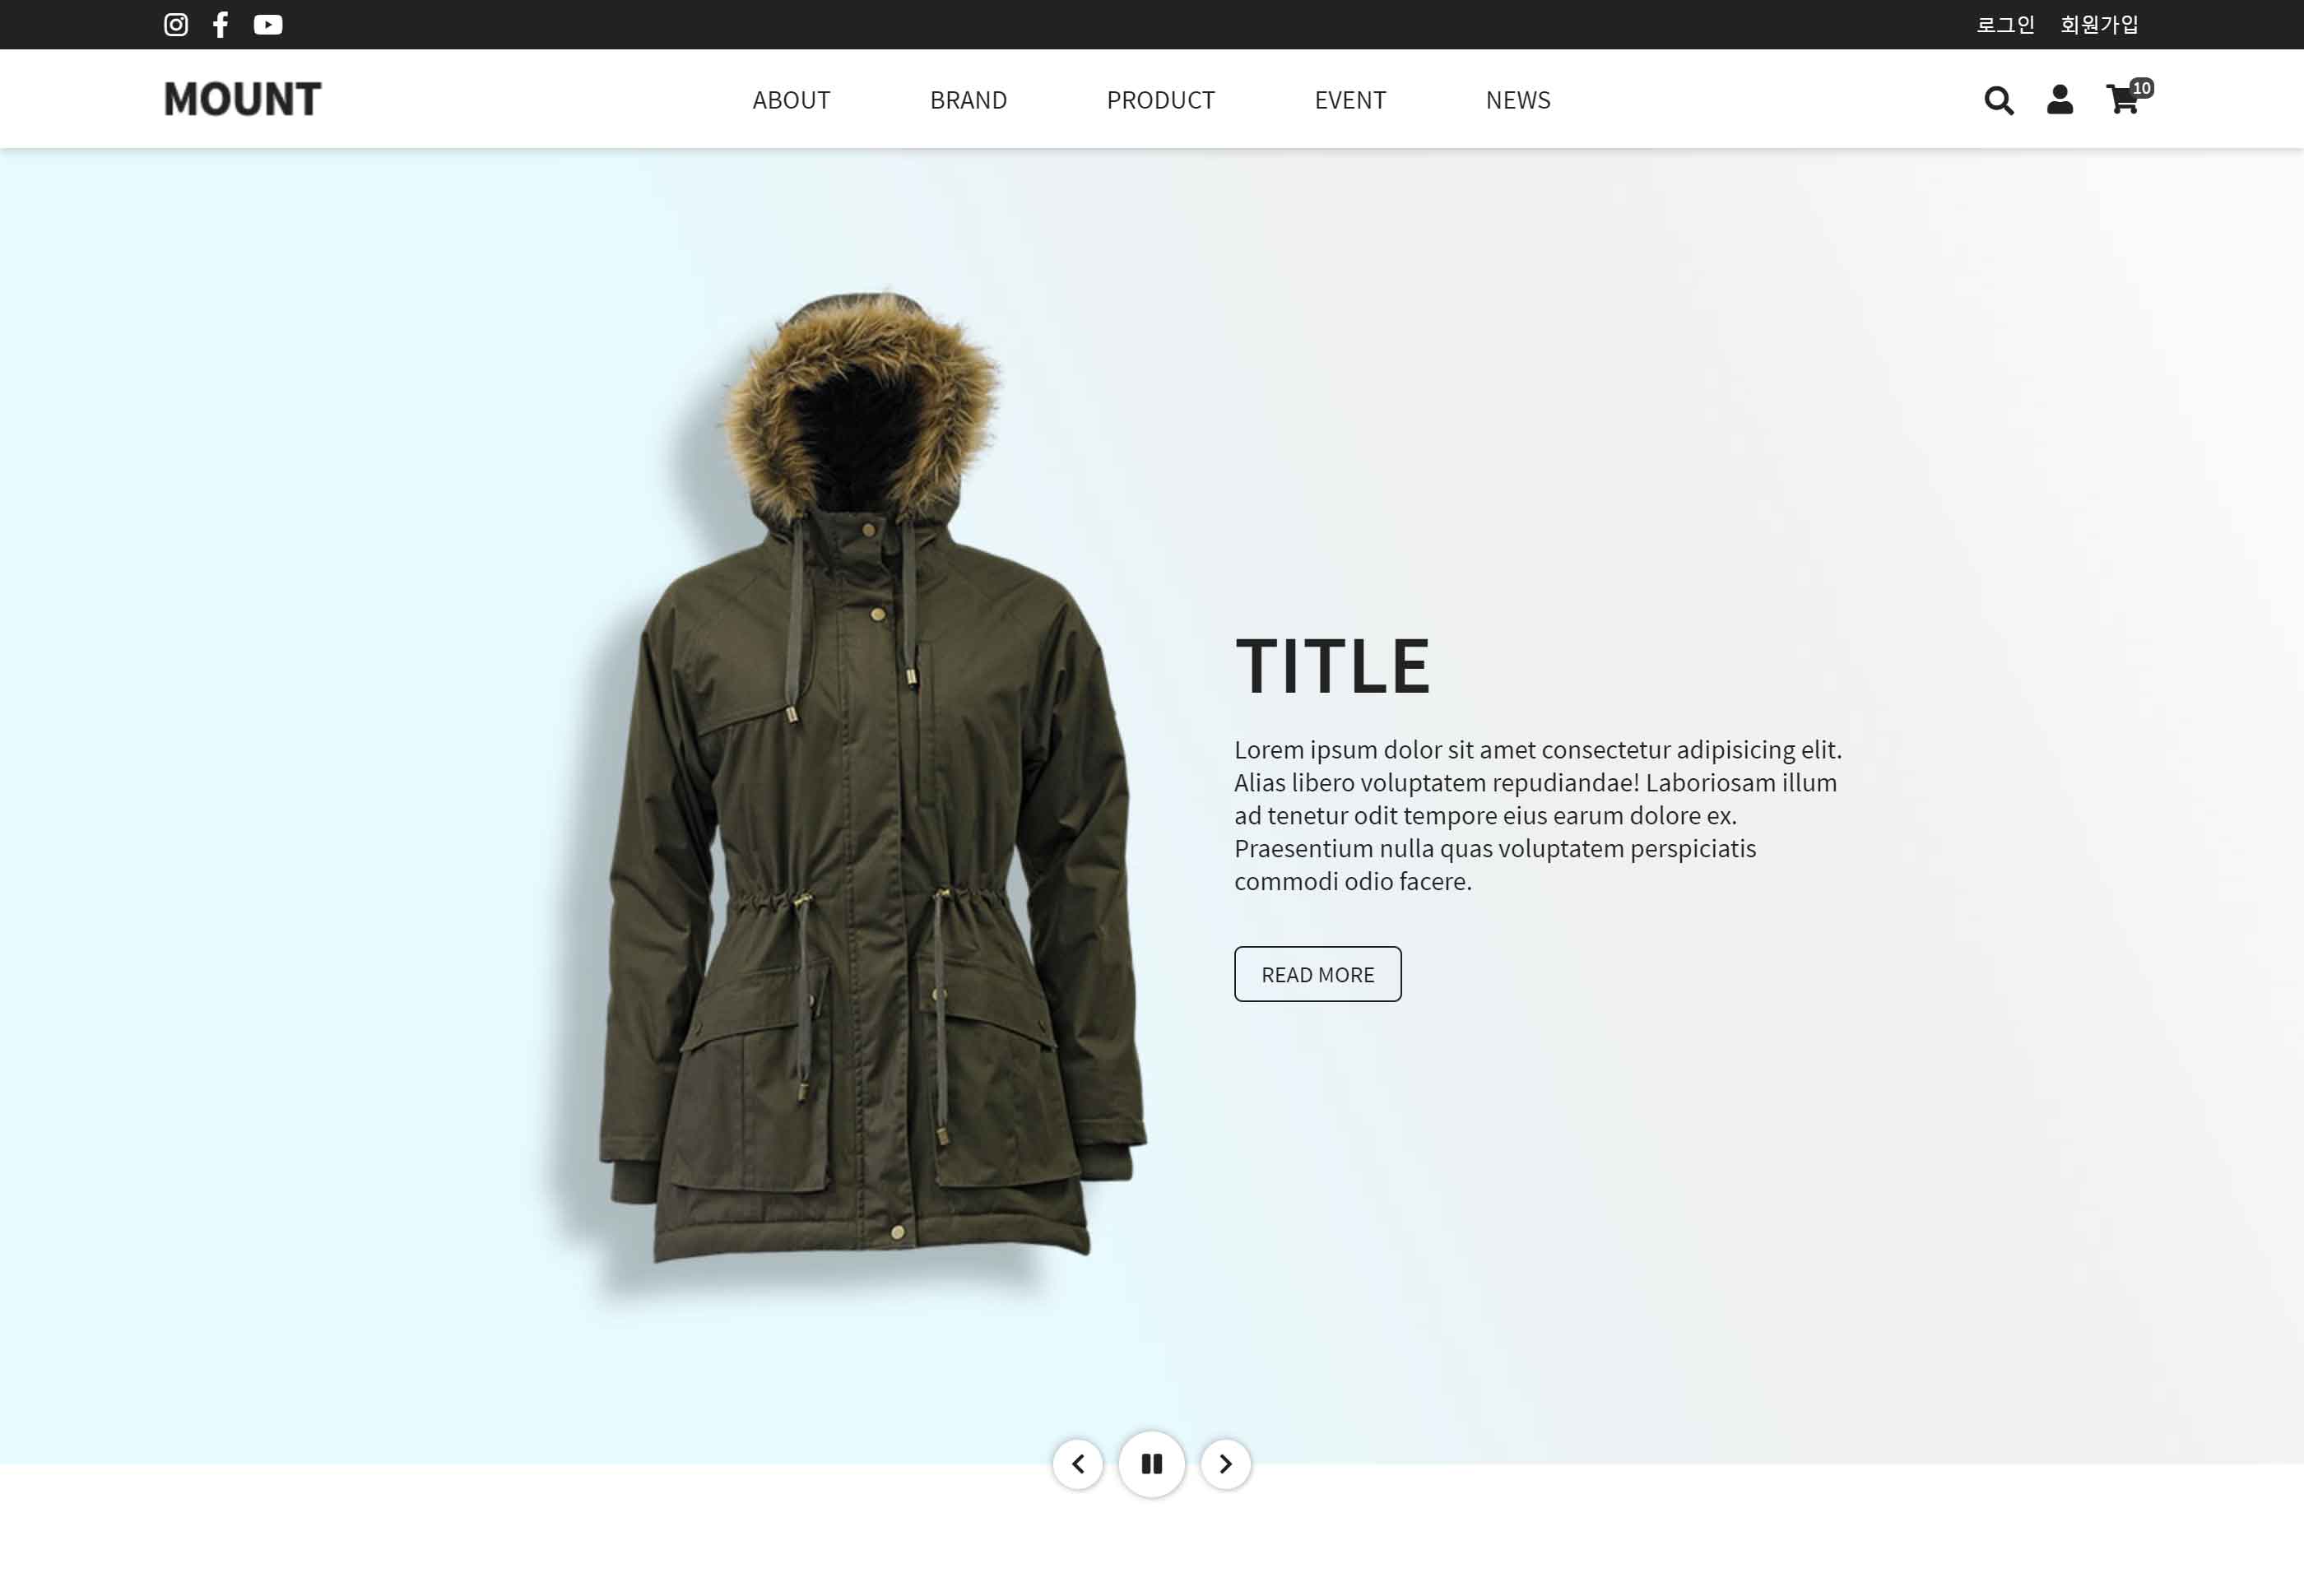 로그인 회원가입
MOUNT
ABOUT BRAND PRODUCT EVENT NEWS
10
TITLE
Lorem ipsum dolor sit amet consectetur adipisicing elit.
Alias libero voluptatem repudiandae! Laboriosam illum
ad tenetur odit tempore eius earum dolore ex.
Praesentium nulla quas voluptatem perspiciatis
commodi odio facere.
READ MORE